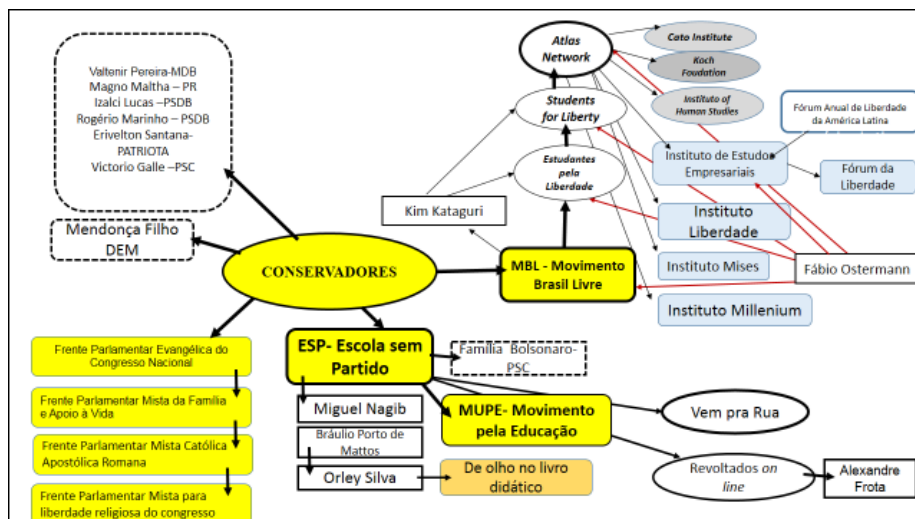 Valtenir Pereira-MDB
Magno Maltha – PR
Izalci Lucas –PSDB
Rogério Marinho – PSDB
Erivelton Santana-
PATRIOTA
Victorio Galle –PSC
Mendonça Filho
DEM
CONSERVADORES
Atlas
Network
Cato Institute
Koch
Foudation
Instituto of
Human Studies
Students
for Liberty
Estudantes
pela
Liberdade
Kim Kataguri
MBL - Movimento
Brasil Livre
Fórum Anual de Liberdade
da América Latina
Instituto de Estudos
Empresariais
Fórum da
Liberdade
Instituto
Liberdade
Instituto Mises
Instituto Millenium
Fábio Ostermann
Frente Parlamentar Evangélica do
Congresso Nacional
Frente Parlamentar Mista da Família
e Apoio à Vida
Frente Parlamentar Mista Católica
Apostólica Romana
Frente Parlamentar Mista para
liberdade religiosa do congresso
ESP- Escola sem
Partido
Família Bolsonaro-
PSC
Miguel Nagib
Bráulio Porto de
Mattos
Orley Silva
De olho no livro
didático
MUPE- Movimento
pela Educação
Vem pra Rua
Revoltados on
line
Alexandre
Frota